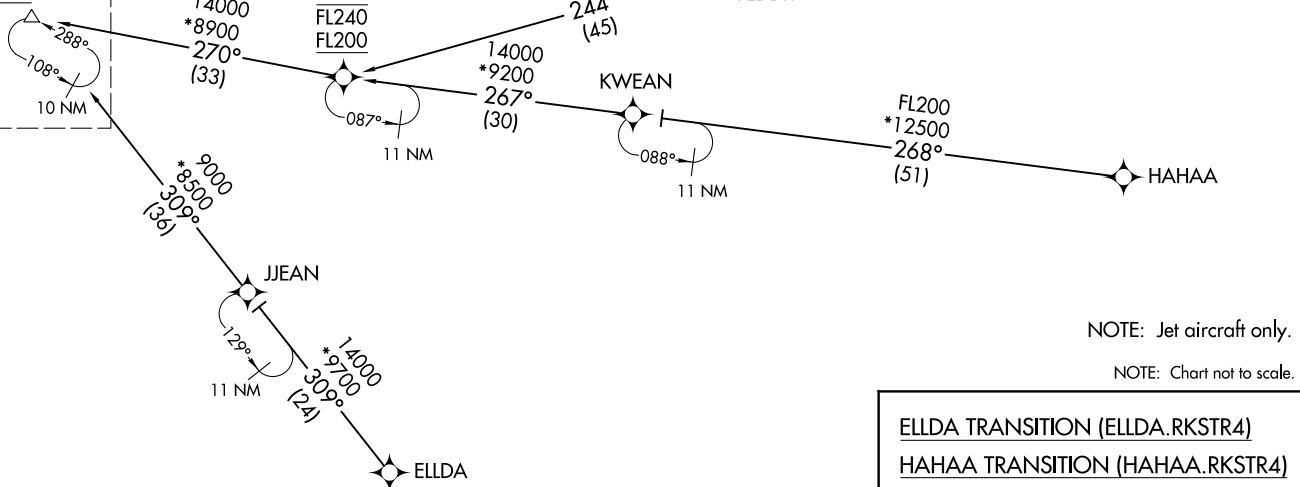 14000
*8900
270°
(33)
FL240
FL200
244
(45)
14000
*9200
267°
(30)
KWEAN
FL200
*12500
268°
(51)
HAHAA
288°
108°
10 NM
087°
11 NM
088°
11 NM
9000
*8500
309°
(36)
JJEAN
129°
11 NM
14000
*9700
309°
(24)
ELLDA
NOTE: Jet aircraft only.
NOTE: Chart not to scale.
ELLDA TRANSITION (ELLDA.RKSTR4)
HAHAA TRANSITION (HAHAA.RKSTR4)